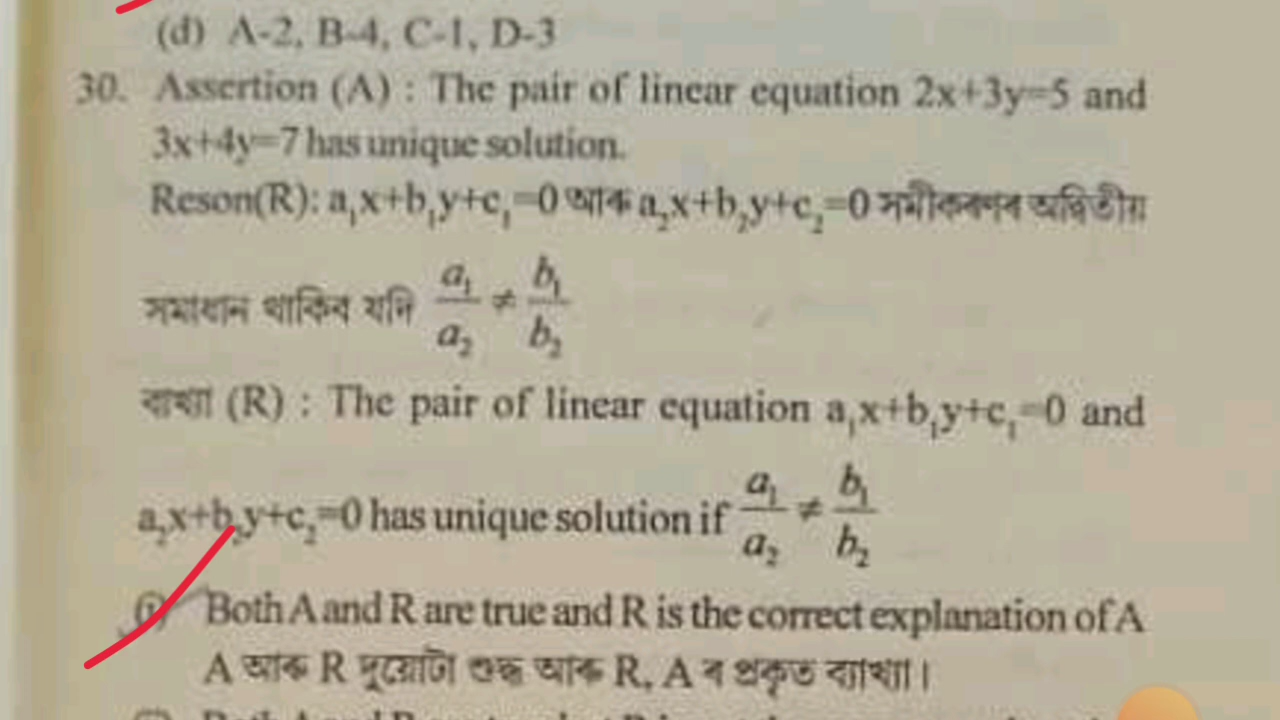 (d) A-2, B-4, C-1, D-3
30. Assertion (A) : The pair of linear equation 2x+3y=5 and
3x+4y=7 has unique solution.
Reson(R): a₁x+b₁y+c₁=0 আৰু a₂x+b₂y+c₂=0 সমীকৰণৰ অদ্বিতীয়
সমাধান থাকিব যদি a₁/a₂ ≠ b₁/b₂
ব্যাখ্যা (R) : The pair of linear equation a₁x+b₁y+c₁=0 and
a₂x+b₂y+c₂=0 has unique solution if a₁/a₂ ≠ b₁/b₂
(i) Both A and R are true and R is the correct explanation of A
A আৰু R দুয়োটা শুদ্ধ আৰু R, A ৰ প্ৰকৃত ব্যাখ্যা।